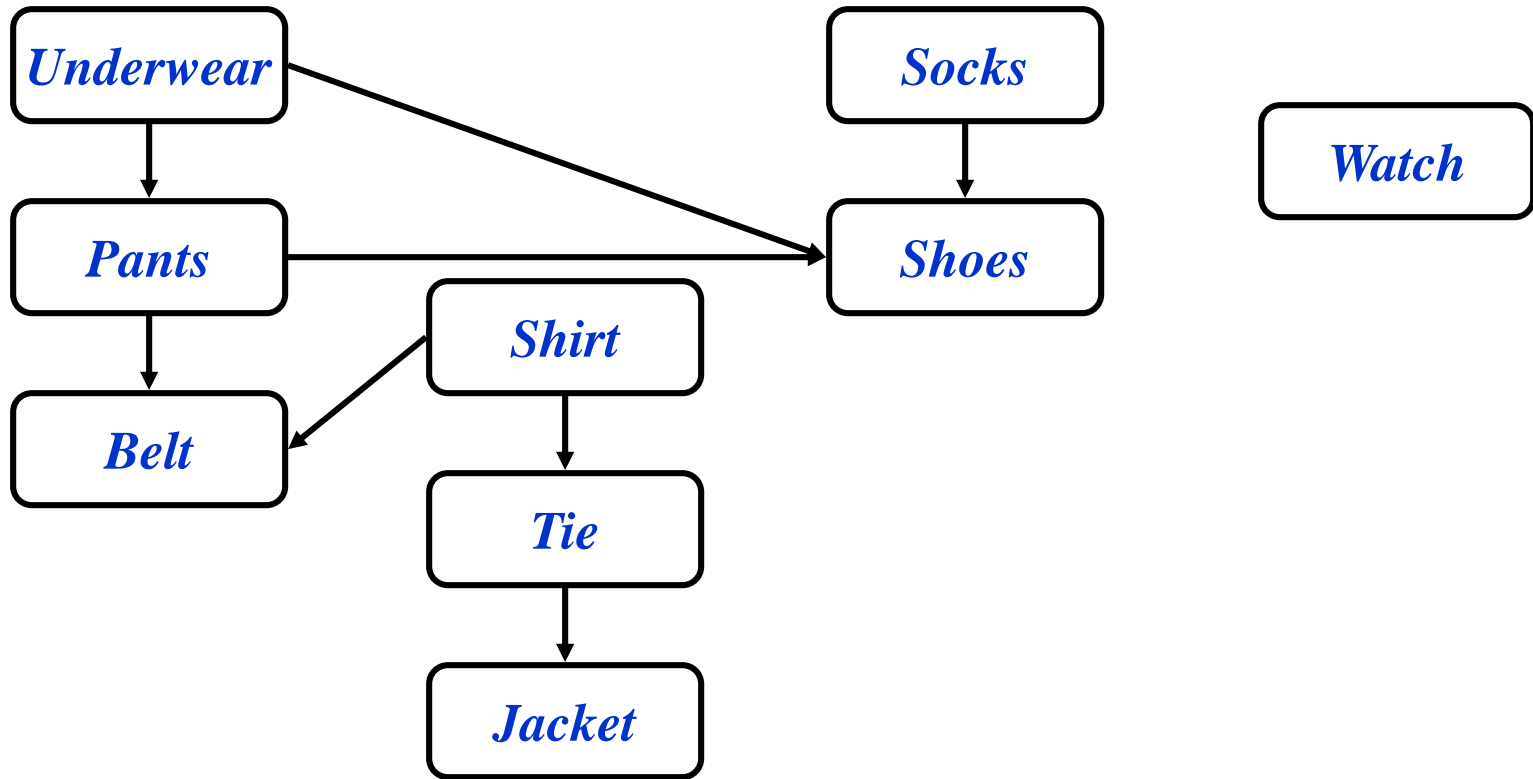 Underwear
Socks
Watch
Pants
Shoes
Shirt
Belt
Tie
Jacket